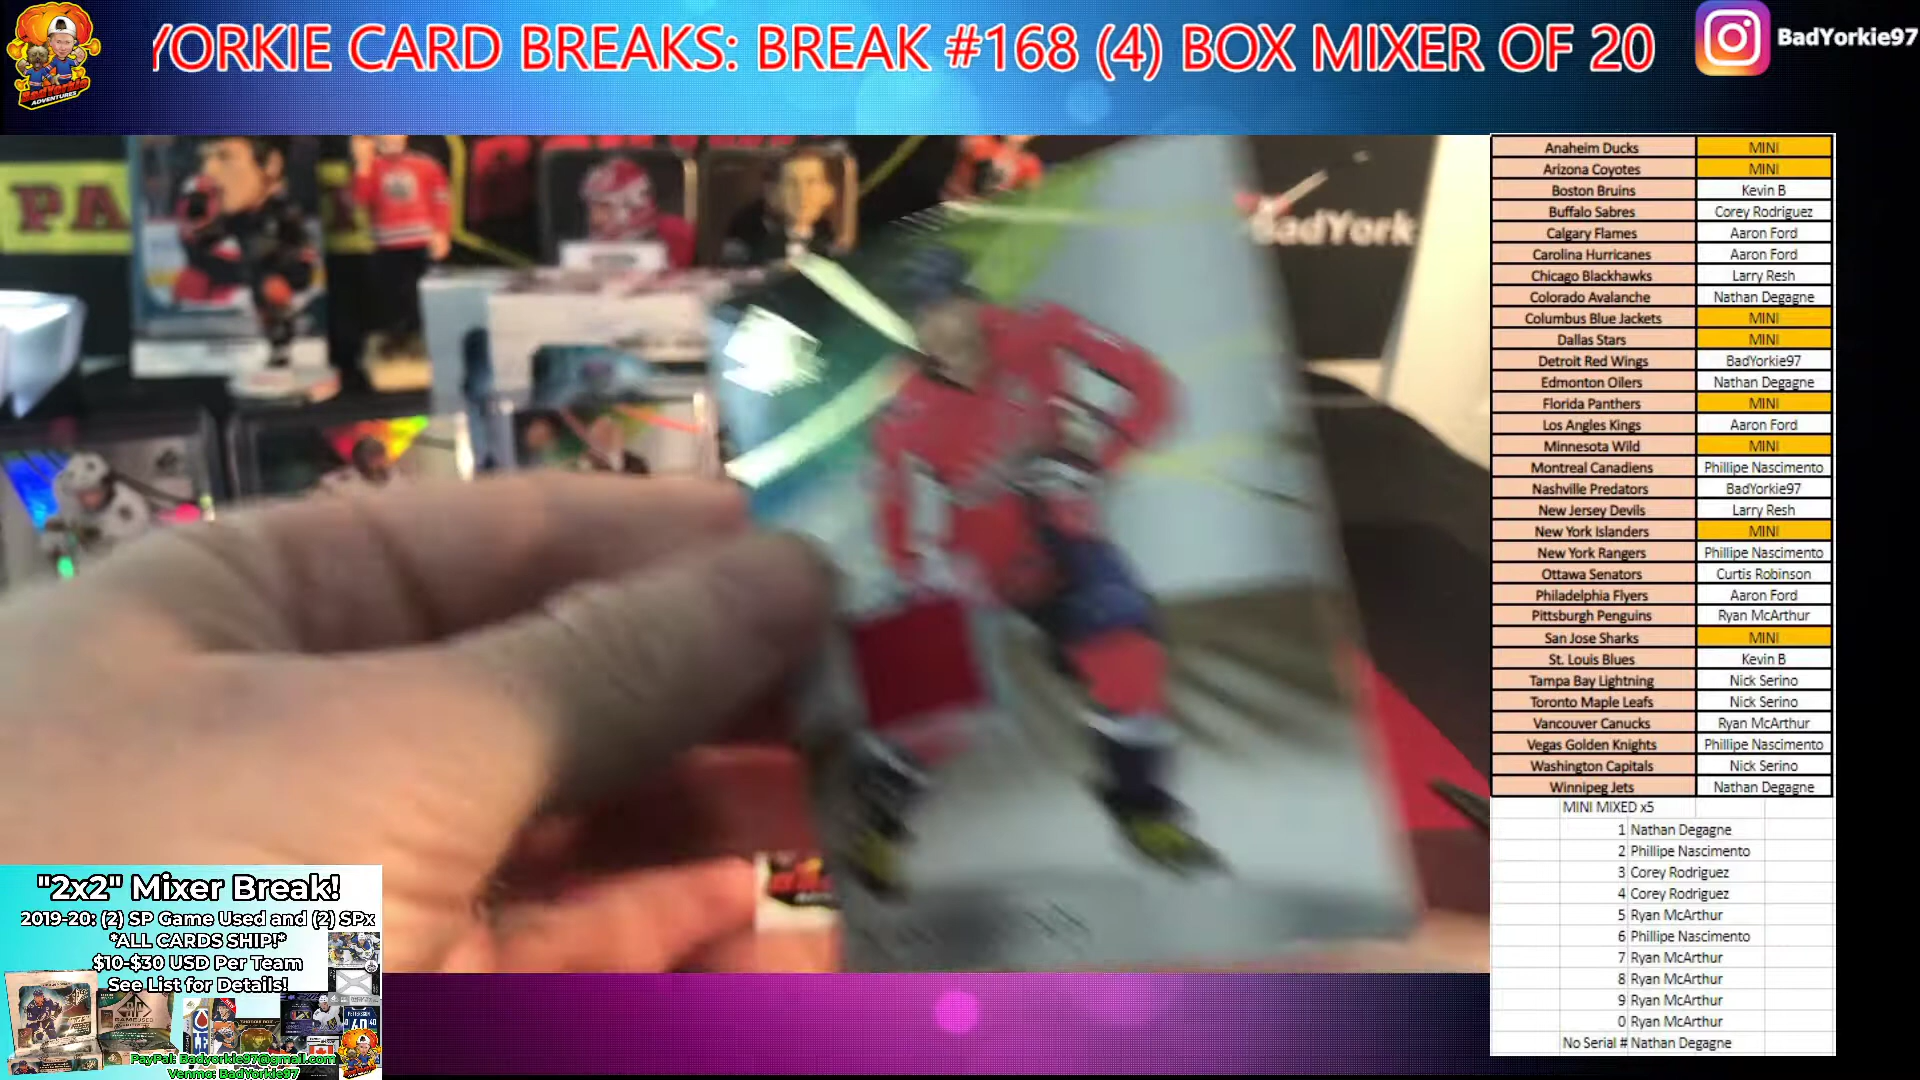 YORKIE CARD BREAKS: BREAK #168 (4) BOX MIXER OF 20
BadYorkie97
BadYorkie
ADVENTURES
PA
BadYork
Anaheim Ducks MINI
Arizona Coyotes MINI
Boston Bruins Kevin B
Buffalo Sabres Corey Rodriguez
Calgary Flames Aaron Ford
Carolina Hurricanes Aaron Ford
Chicago Blackhawks Larry Resh
Colorado Avalanche Nathan Degagne
Columbus Blue Jackets MINI
Dallas Stars MINI
Detroit Red Wings BadYorkie97
Edmonton Oilers Nathan Degagne
Florida Panthers MINI
Los Angles Kings Aaron Ford
Minnesota Wild MINI
Montreal Canadiens Phillipe Nascimento
Nashville Predators BadYorkie97
New Jersey Devils Larry Resh
New York Islanders MINI
New York Rangers Phillipe Nascimento
Ottawa Senators Curtis Robinson
Philadelphia Flyers Aaron Ford
Pittsburgh Penguins Ryan McArthur
San Jose Sharks MINI
St. Louis Blues Kevin B
Tampa Bay Lightning Nick Serino
Toronto Maple Leafs Nick Serino
Vancouver Canucks Ryan McArthur
Vegas Golden Knights Phillipe Nascimento
Washington Capitals Nick Serino
Winnipeg Jets Nathan Degagne
MINI MIXED x5
1 Nathan Degagne
2 Phillipe Nascimento
3 Corey Rodriguez
4 Corey Rodriguez
5 Ryan McArthur
6 Phillipe Nascimento
7 Ryan McArthur
8 Ryan McArthur
9 Ryan McArthur
0 Ryan McArthur
No Serial # Nathan Degagne
"2x2" Mixer Break!
2019-20: (2) SP Game Used and (2) SPx
*ALL CARDS SHIP!*
$10-$30 USD Per Team
See List for Details!
PayPal: Badyorkie97@gmail.com
Venmo: BadYorkie97